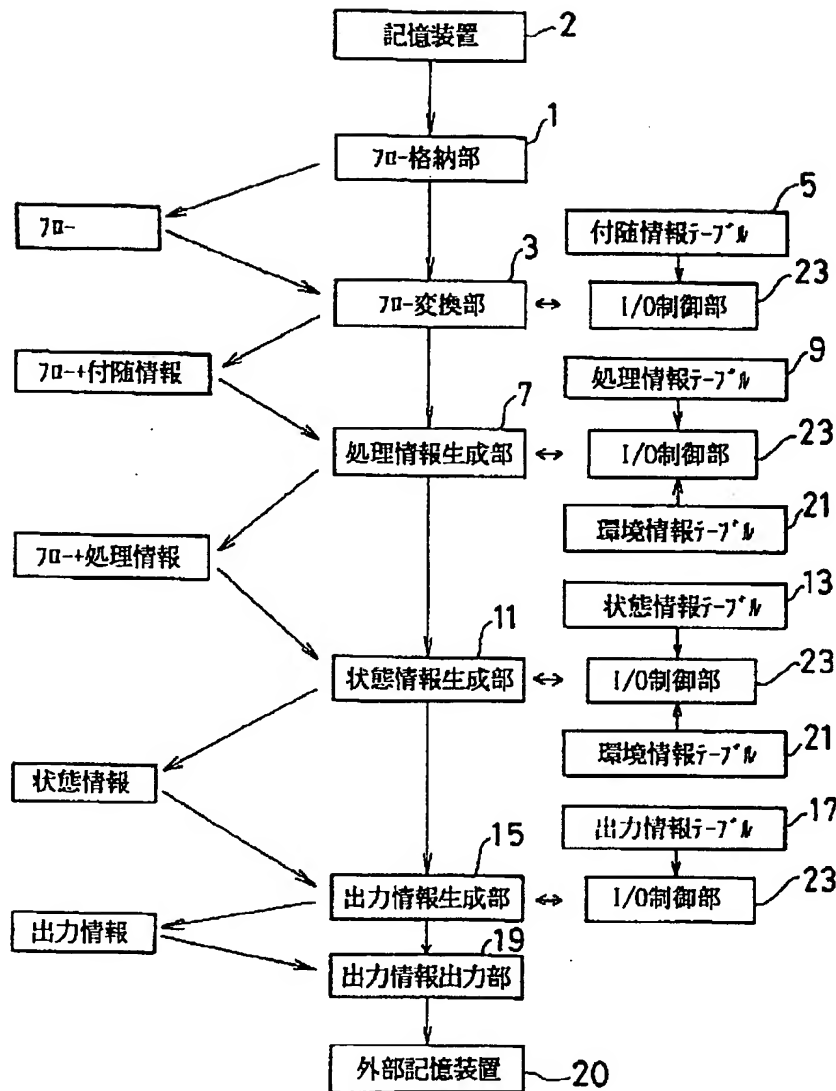 記憶装置
2
1
ﾌﾛｰ格納部
5
ﾌﾛｰ
付随情報ﾃｰﾌﾞﾙ
3
23
ﾌﾛｰ変換部
I/O制御部
ﾌﾛｰ+付随情報
9
処理情報ﾃｰﾌﾞﾙ
7
23
処理情報生成部
I/O制御部
21
環境情報ﾃｰﾌﾞﾙ
ﾌﾛｰ+処理情報
13
状態情報ﾃｰﾌﾞﾙ
11
23
状態情報生成部
I/O制御部
21
環境情報ﾃｰﾌﾞﾙ
状態情報
17
出力情報ﾃｰﾌﾞﾙ
15
23
出力情報生成部
I/O制御部
出力情報
19
出力情報出力部
外部記憶装置
20